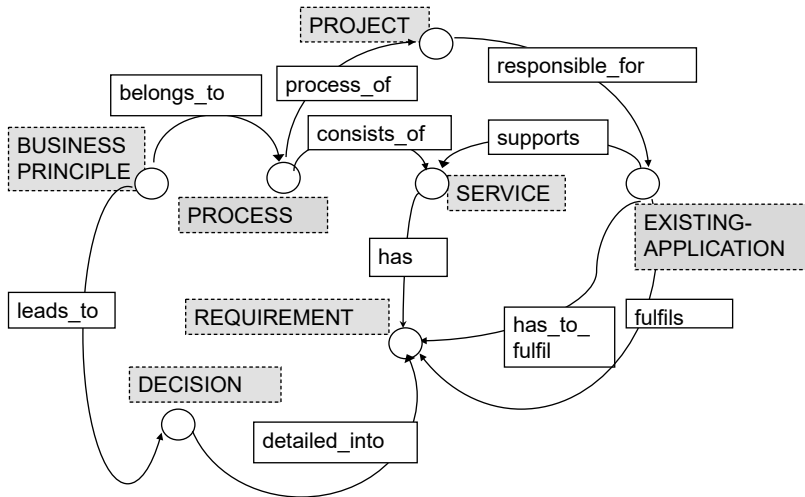 PROJECT
responsible_for
belongs_to
process_of
consists_of
supports
BUSINESS
PRINCIPLE
PROCESS
SERVICE
EXISTING-
APPLICATION
has
leads_to
REQUIREMENT
has_to_
fulfil
fulfils
DECISION
detailed_into